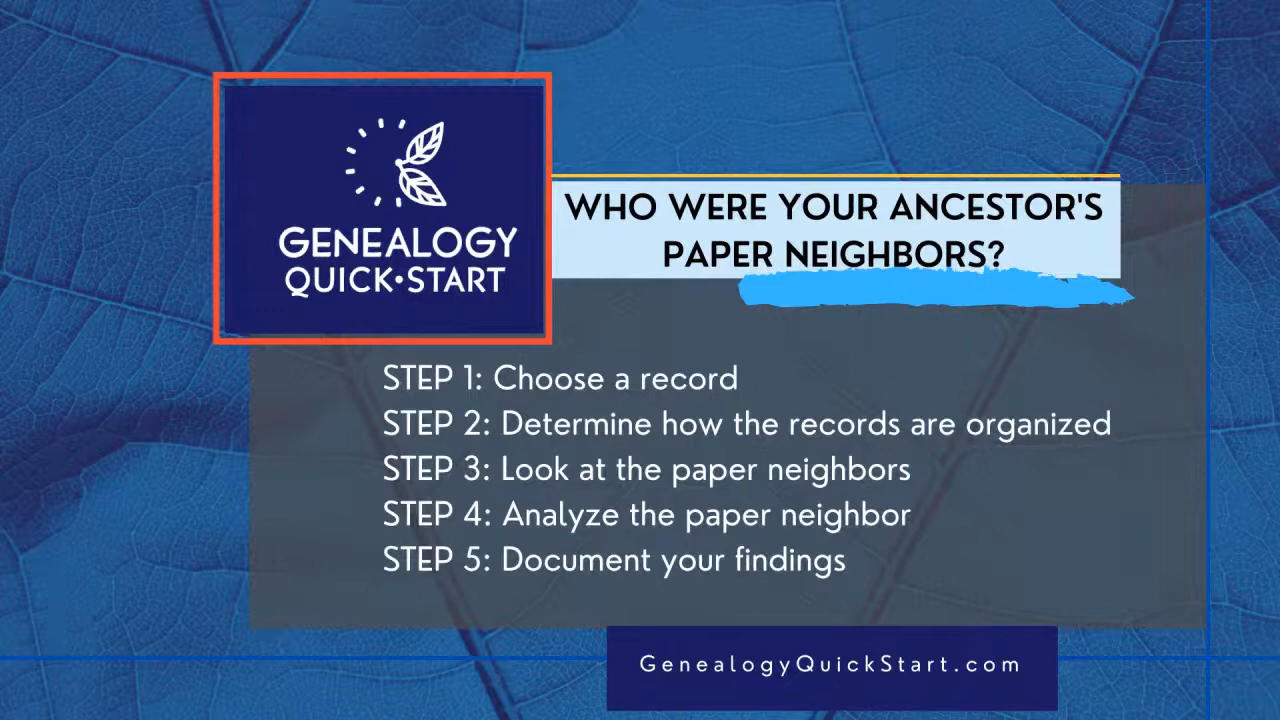 GENEALOGY
QUICK•START
WHO WERE YOUR ANCESTOR'S
PAPER NEIGHBORS?
STEP 1: Choose a record
STEP 2: Determine how the records are organized
STEP 3: Look at the paper neighbors
STEP 4: Analyze the paper neighbor
STEP 5: Document your findings
GenealogyQuickStart.com